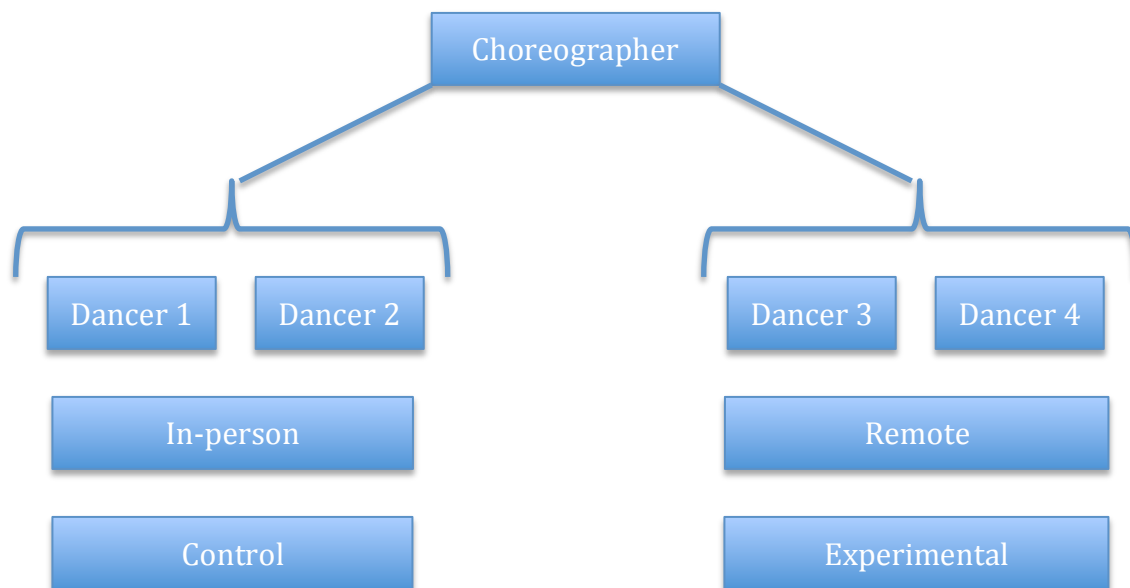 Choreographer
Dancer 1 Dancer 2 Dancer 3 Dancer 4
In-person Remote
Control Experimental